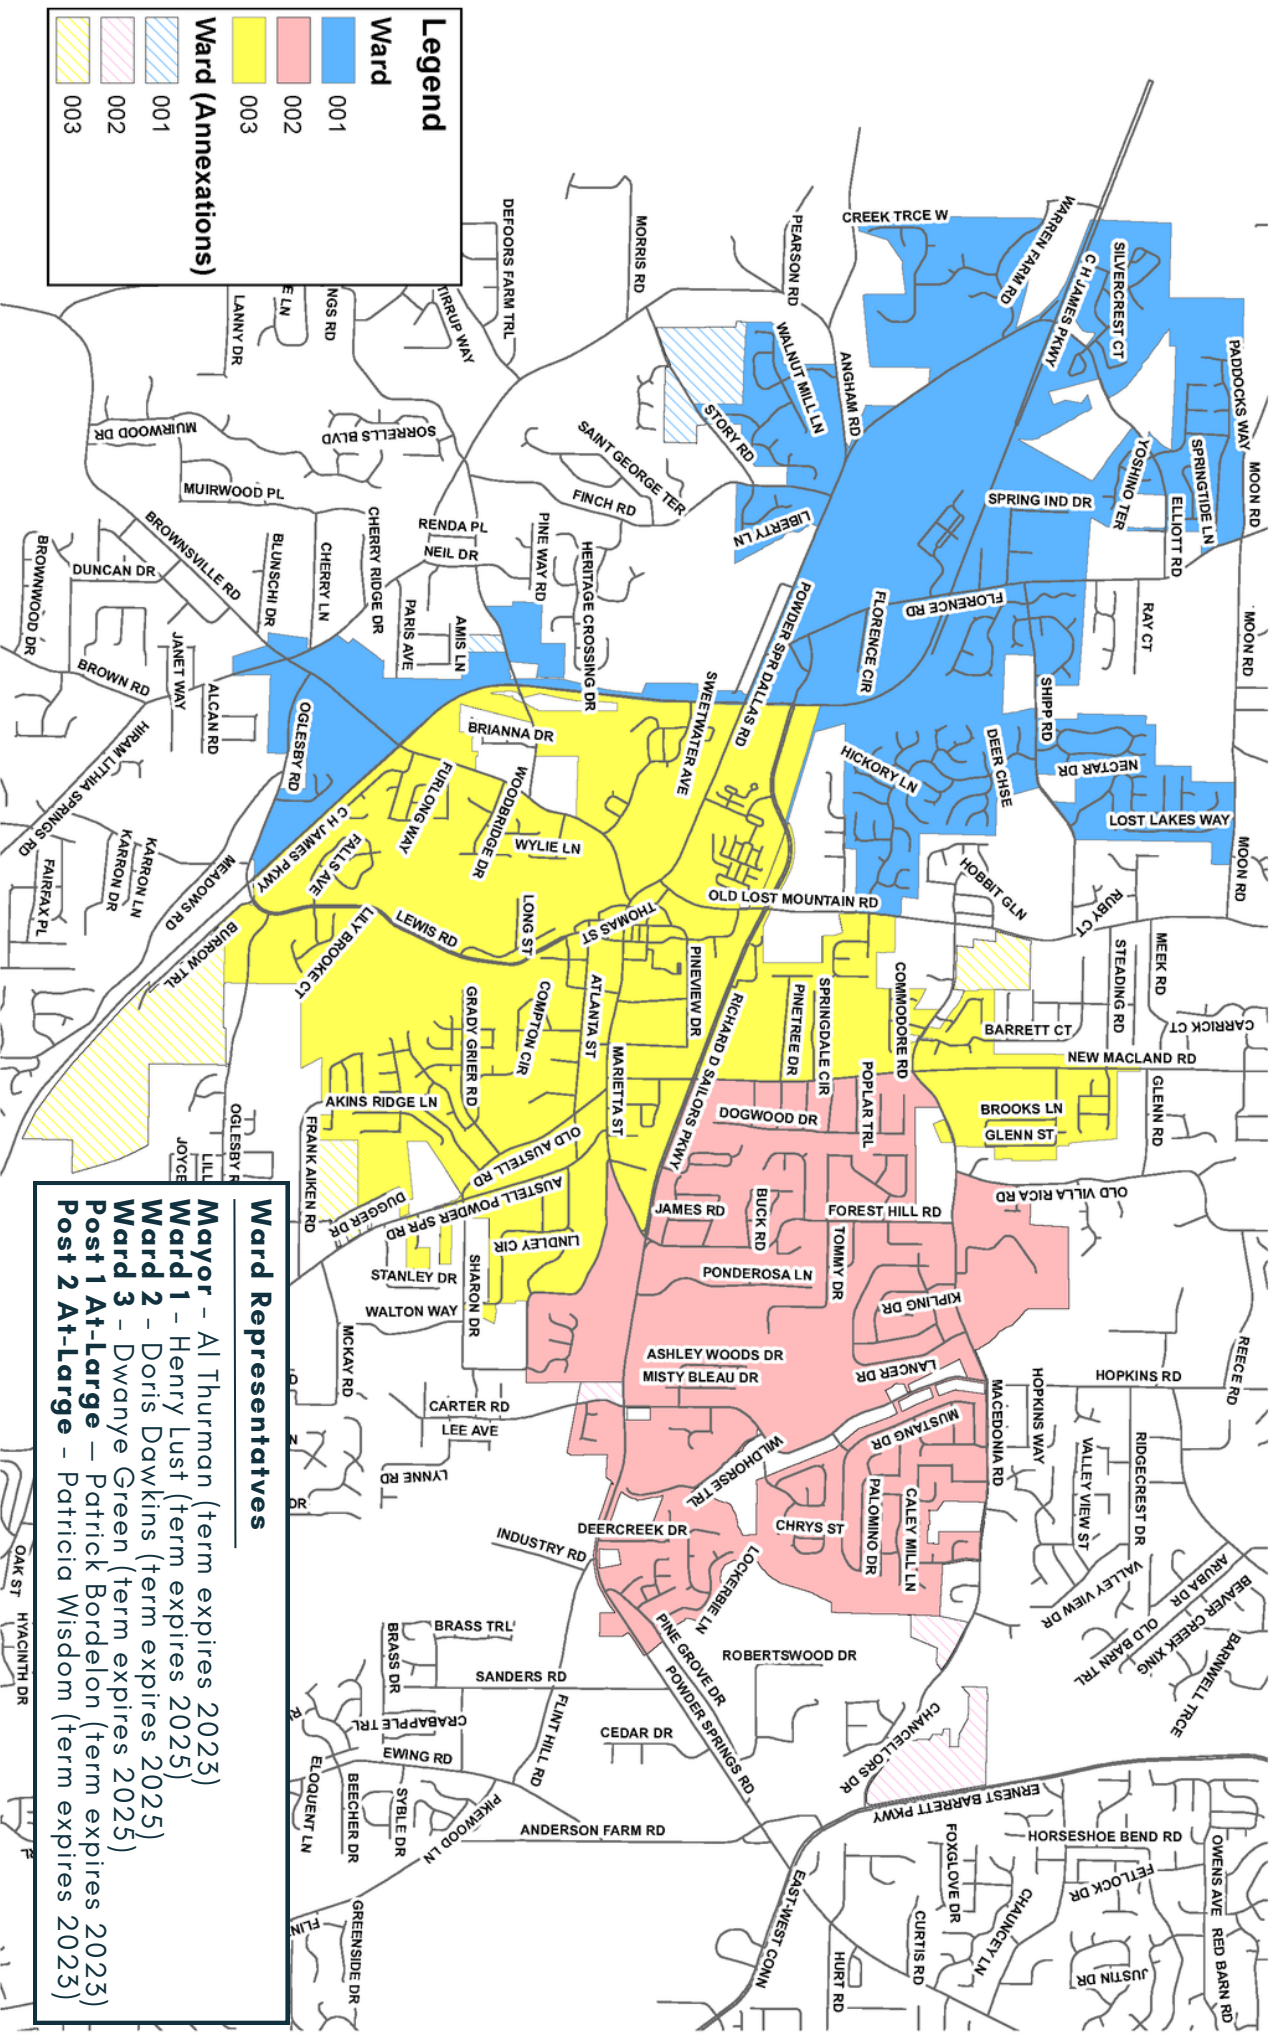 Legend
Ward
001
002
003
Ward (Annexations)
001
002
003
CREEK TRCE W
WARREN FARM RD
SILVERCREST CT
C H JAMES PKWY
PADDOCKS WAY
MOON RD
SPRINGTIDE LN
YOSHINO TER
ELLIOTT RD
SPRING IND DR
DEFOORS FARM TRL
MORRIS RD
PEARSON RD
ANGHAM RD
WALNUT MILL LN
STORY RD
LIBERTY LN
SAINT GEORGE TER
FINCH RD
TIRRUP WAY
NGS RD
E LN
LANNY DR
SORRELLS BLVD
MUIRWOOD DR
MUIRWOOD PL
RENDA PL
NEIL DR
PINE WAY RD
HERITAGE CROSSING DR
CHERRY RIDGE DR
CHERRY LN
BLUNSCHI DR
BROWNSVILLE RD
DUNCAN DR
BROWNWOOD DR
BROWN RD
JANET WAY
ALCAN RD
HIRAM LITHIA SPRINGS RD
PARIS AVE
AMIS LN
POWDER SPR DALLAS RD
FLORENCE CIR
FLORENCE RD
RAY CT
MOON RD
SHIPP RD
NECTAR DR
DEER CHSE
HICKORY LN
LOST LAKES WAY
MOON RD
SWEETWATER AVE
BRIANNA DR
WOODBRIDGE DR
FURLONG WAY
WYLIE LN
OGLESBY RD
C H JAMES PKWY
FALLS AVE
KARRON LN
KARRON DR
FAIRFAX PL
MEADOWS RD
BURROW TRL
LILY BROOKE CT
LEWIS RD
LONG ST
THOMAS ST
OLD LOST MOUNTAIN RD
HOBBIT GLN
RUBY CT
STEADING RD
MEEK RD
CARRICK CT
BARRETT CT
NEW MACLAND RD
COMMODORE RD
SPRINGDALE CIR
PINETREE DR
PINEVIEW DR
RICHARD D SAILORS PKWY
ATLANTA ST
COMPTON CIR
GRADY GRIER RD
MARIETTA ST
AKINS RIDGE LN
FRANK AIKEN RD
OGLESBY R
LILL
JOYCE
OLD AUSTELL RD
AUSTELL POWDER SPR RD
DUGGER DR
LINDLEY CIR
STANLEY DR
SHARON DR
WALTON WAY
MCKAY RD
POPLAR TRL
DOGWOOD DR
BROOKS LN
GLENN ST
GLENN RD
OLD VILLA RICA RD
JAMES RD
BUCK RD
FOREST HILL RD
TOMMY DR
PONDEROSA LN
KIPLING DR
ASHLEY WOODS DR
MISTY BLEAU DR
LANCER DR
MUSTANG DR
MACEDONIA RD
HOPKINS WAY
HOPKINS RD
REECE RD
CARTER RD
LEE AVE
LYNNE RD
WILDHORSE TRL
VALLEY VIEW ST
RIDGECREST DR
VALLEY VIEW DR
ARUBA DR
OLD BARN TRL
BEAVER CREEK XING
BARNWELL TRCE
PALOMINO DR
CALEY MILL LN
CHRYS ST
DEERCREEK DR
INDUSTRY RD
LOCKERBIE LN
PINE GROVE DR
POWDER SPRINGS RD
ROBERTSWOOD DR
BRASS TRL
BRASS DR
SANDERS RD
CRABAPPLE TRL
EWING RD
FLINT HILL RD
CEDAR DR
CHANCELLORS DR
ERNEST BARRETT PKWY
ELOQUENT LN
BEECHER DR
SYBLE DR
PIKEWOOD LN
ANDERSON FARM RD
FLIN
GREENSIDE DR
EAST-WEST CONN
HURT RD
CURTIS RD
FOXGLOVE DR
CHAUNCEY LN
HORSESHOE BEND RD
FETLOCK DR
JUSTIN DR
OWENS AVE
RED BARN RD
OAK ST
HYACINTH DR
DR
Ward Representatves
Mayor - Al Thurman (term expires 2023)
Ward 1 - Henry Lust (term expires 2025)
Ward 2 - Doris Dawkins (term expires 2025)
Ward 3 - Dwanye Green (term expires 2025)
Post 1 At-Large — Patrick Bordelon (term expires 2023)
Post 2 At-Large - Patricia Wisdom (term expires 2023)